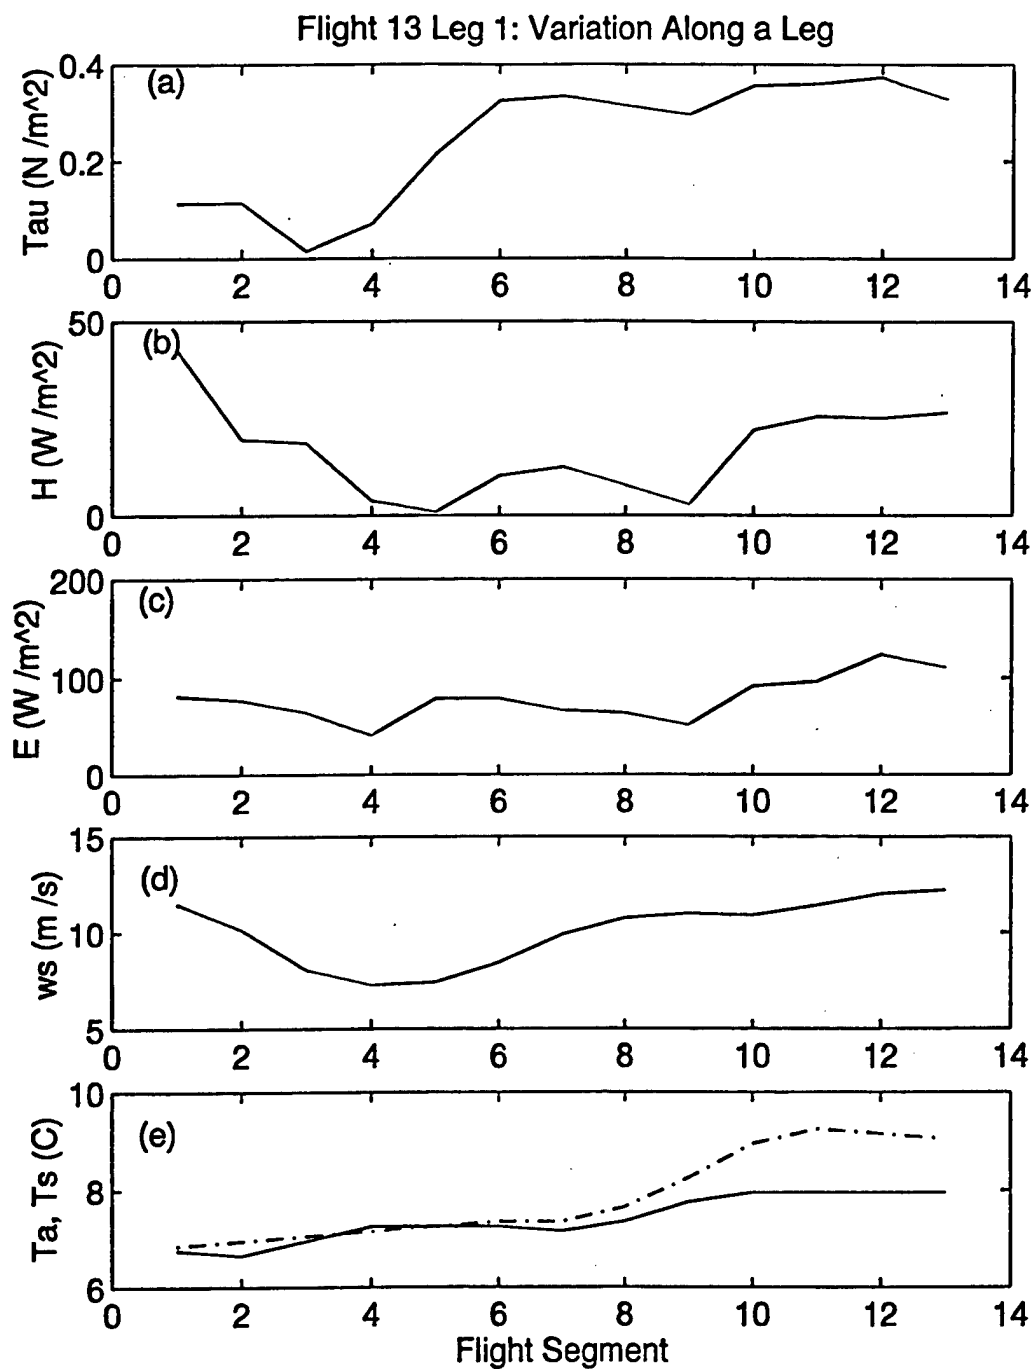 Flight 13 Leg 1: Variation Along a Leg
(a)
Tau (N /m^2)
0.4
0.2
0
0 2 4 6 8 10 12 14
(b)
H (W /m^2)
50
0
0 2 4 6 8 10 12 14
(c)
E (W /m^2)
200
100
0
0 2 4 6 8 10 12 14
(d)
ws (m /s)
15
10
5
0 2 4 6 8 10 12 14
(e)
Ta, Ts (C)
10
8
6
0 2 4 6 8 10 12 14
Flight Segment